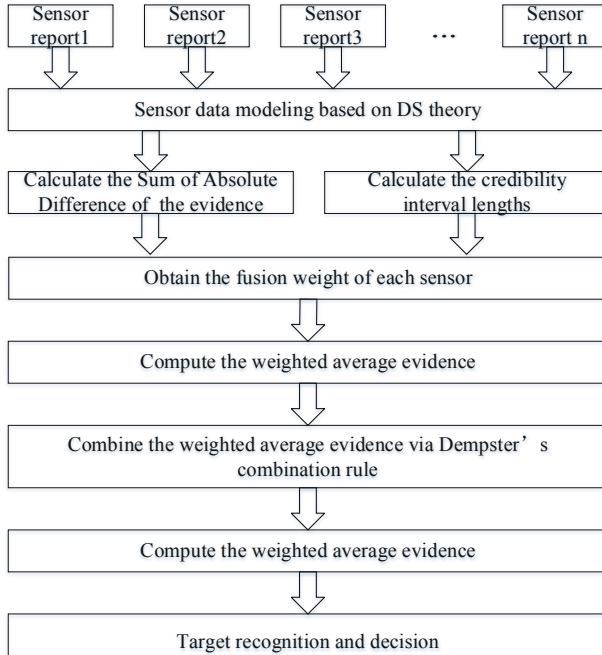 Sensor
report1
Sensor
report2
Sensor
report3
...
Sensor
report n
Sensor data modeling based on DS theory
Calculate the Sum of Absolute
Difference of the evidence
Calculate the credibility
interval lengths
Obtain the fusion weight of each sensor
Compute the weighted average evidence
Combine the weighted average evidence via Dempster’s
combination rule
Compute the weighted average evidence
Target recognition and decision